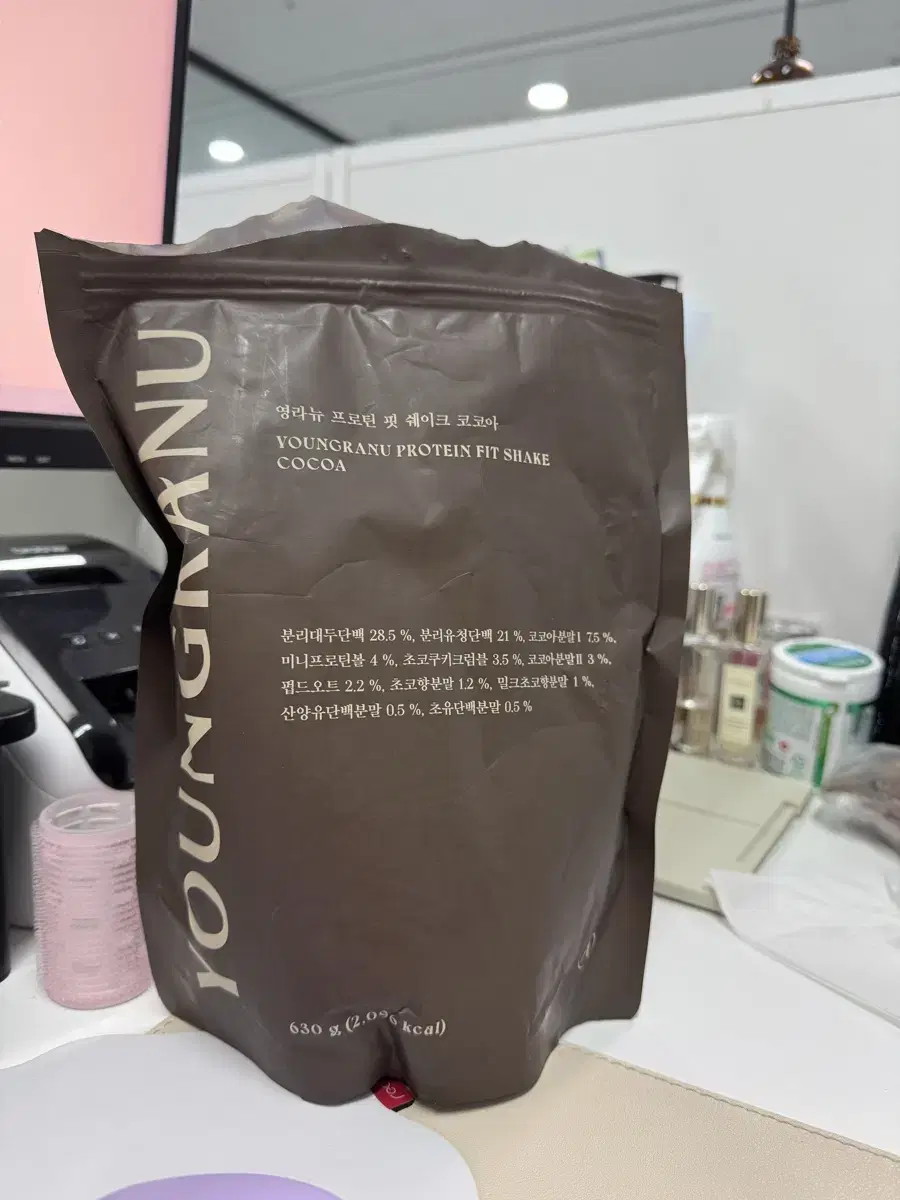 YOUNGRANU
영라뉴 프로틴 핏 쉐이크 코코아
YOUNGRANU PROTEIN FIT SHAKE
COCOA
분리대두단백 28.5 %, 분리유청단백 21 %, 코코아분말Ⅰ 7.5 %,
미니프로틴볼 4 %, 초코쿠키크럼블 3.5 %, 코코아분말Ⅱ 3 %,
펍드오트 2.2 %, 초코향분말 1.2 %, 밀크초코향분말 1 %,
산양유단백분말 0.5 %, 초유단백분말 0.5 %
630 g (2,096 kcal)